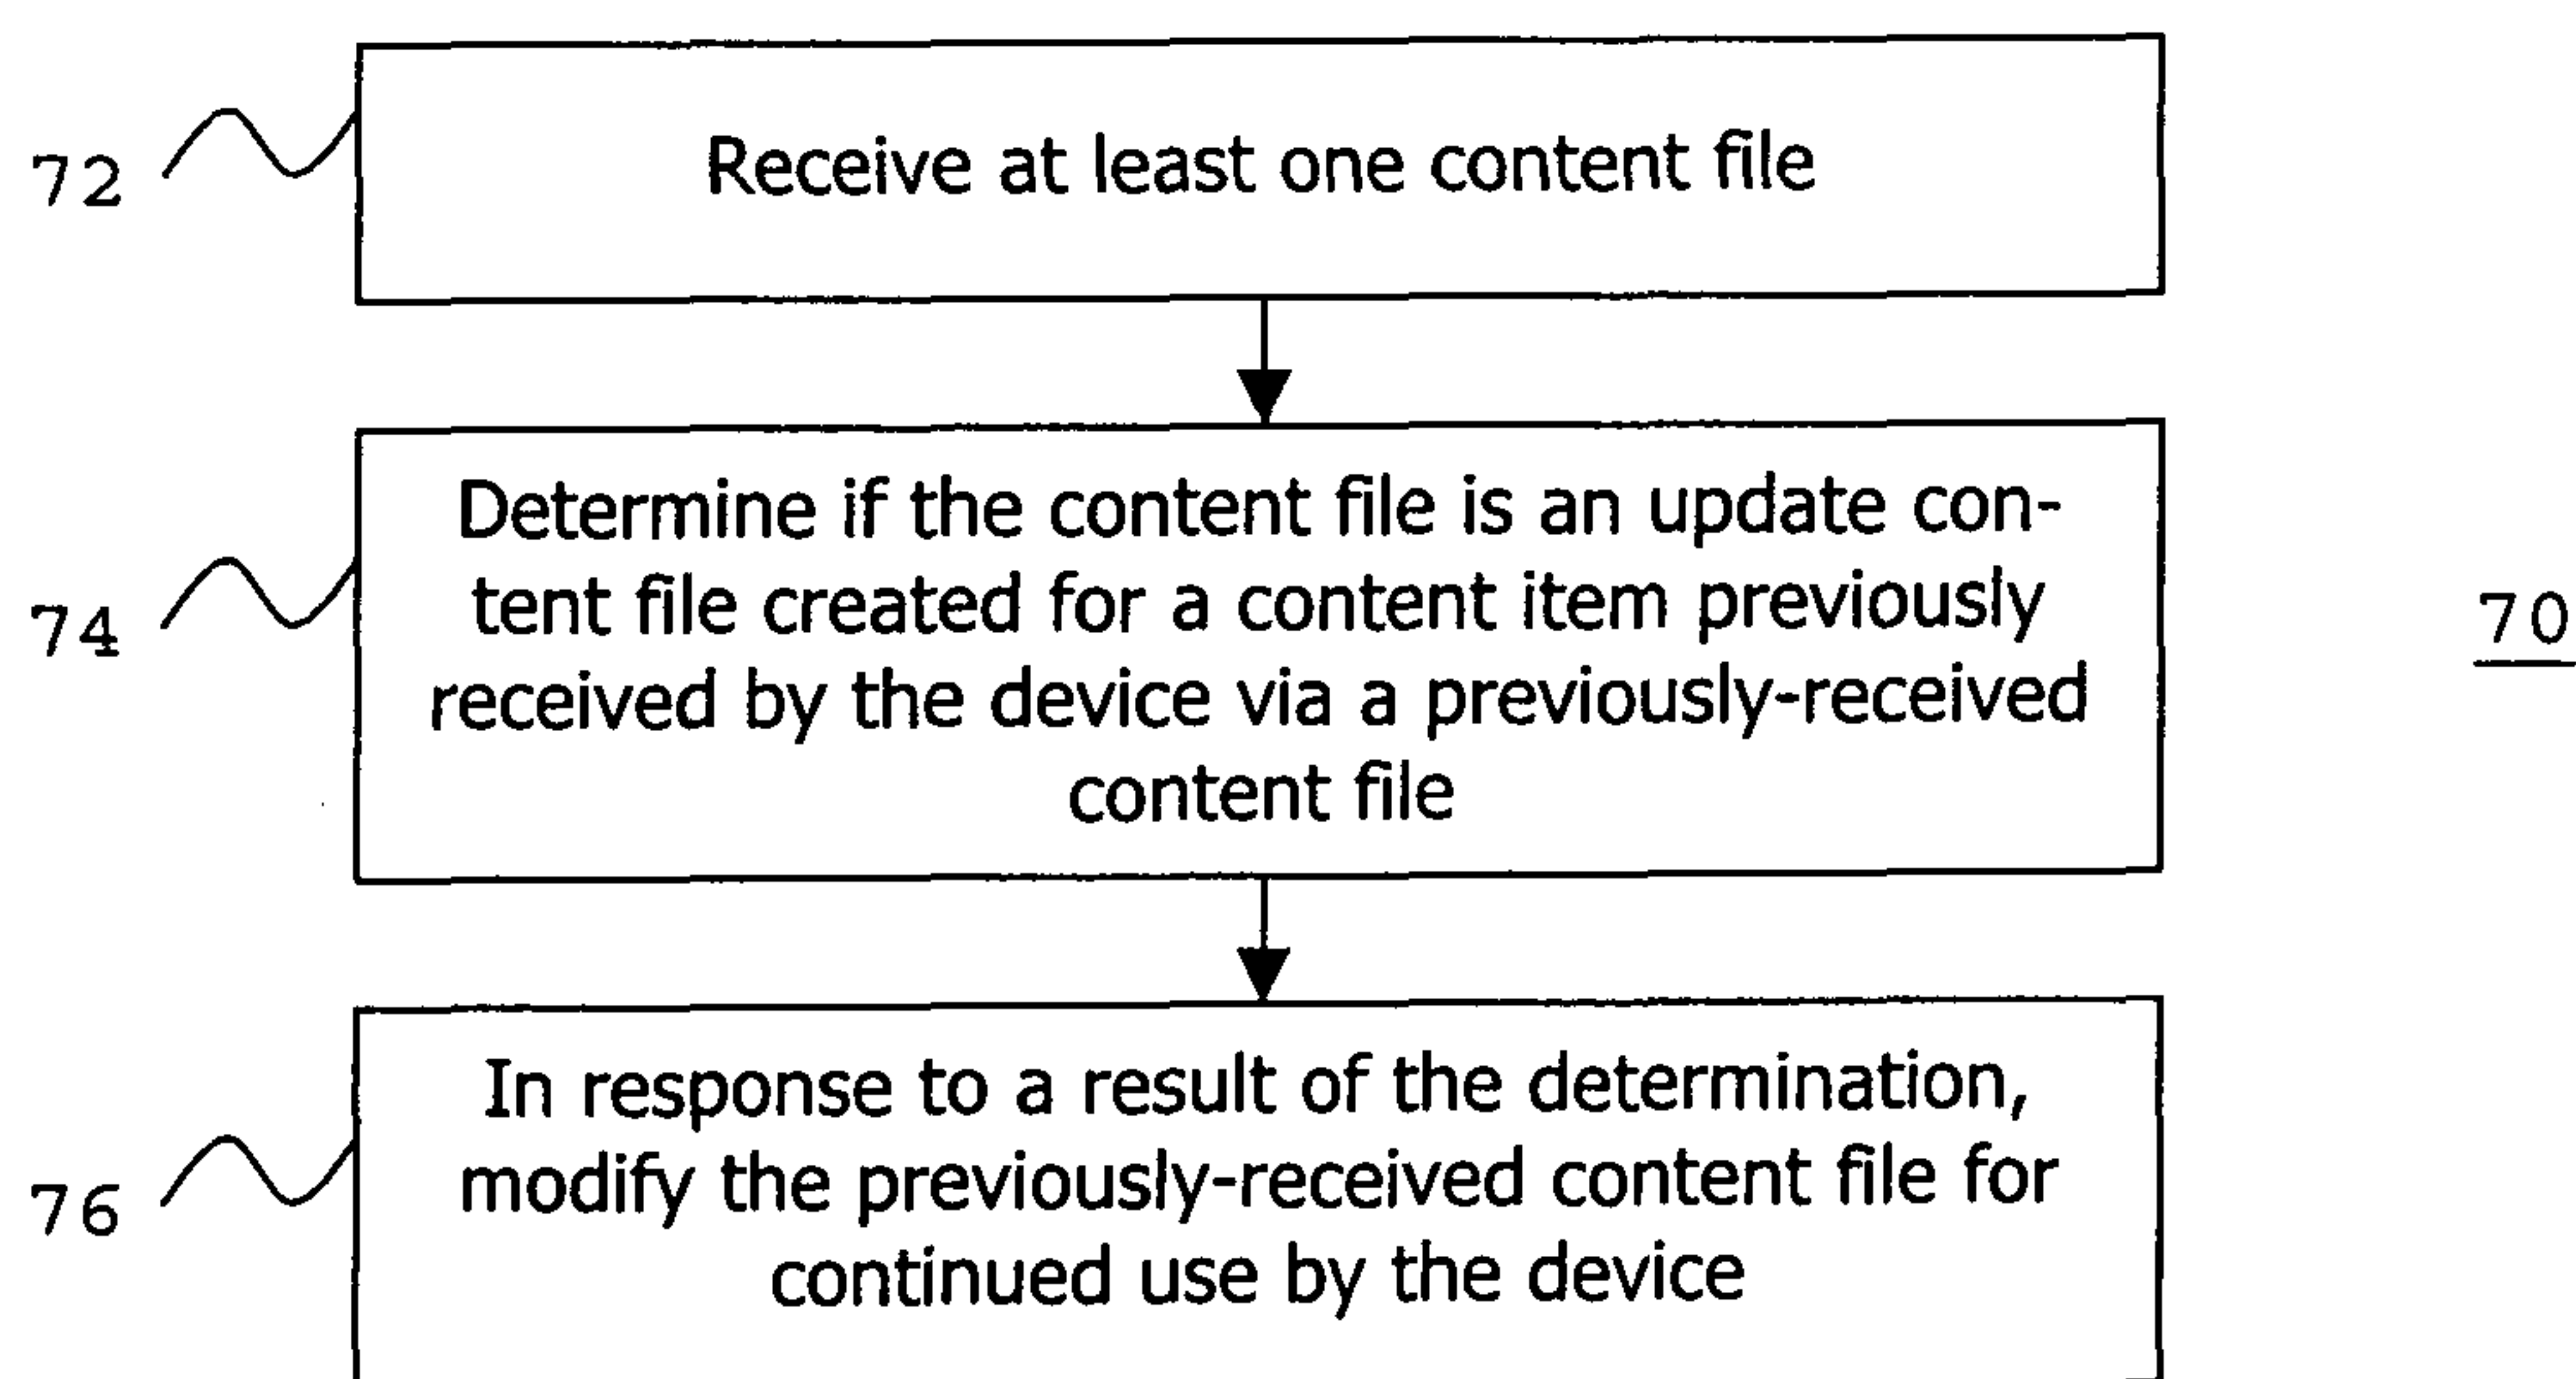 72
Receive at least one content file
74
Determine if the content file is an update con-
tent file created for a content item previously
received by the device via a previously-received
content file
70
76
In response to a result of the determination,
modify the previously-received content file for
continued use by the device